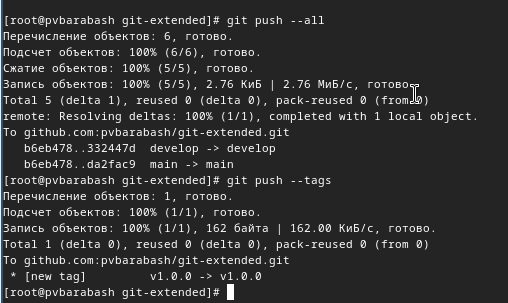 [root@pvbarabash git-extended]# git push --all
Перечисление объектов: 6, готово.
Подсчет объектов: 100% (6/6), готово.
Сжатие объектов: 100% (5/5), готово.
Запись объектов: 100% (5/5), 2.76 КиБ | 2.76 МиБ/с, готово.
Total 5 (delta 1), reused 0 (delta 0), pack-reused 0 (from 0)
remote: Resolving deltas: 100% (1/1), completed with 1 local object.
To github.com:pvbarabash/git-extended.git
   b6eb478..332447d  develop -> develop
   b6eb478..da2fac9  main -> main
[root@pvbarabash git-extended]# git push --tags
Перечисление объектов: 1, готово.
Подсчет объектов: 100% (1/1), готово.
Запись объектов: 100% (1/1), 162 байта | 162.00 КиБ/с, готово.
Total 1 (delta 0), reused 0 (delta 0), pack-reused 0 (from 0)
To github.com:pvbarabash/git-extended.git
 * [new tag]         v1.0.0 -> v1.0.0
[root@pvbarabash git-extended]#